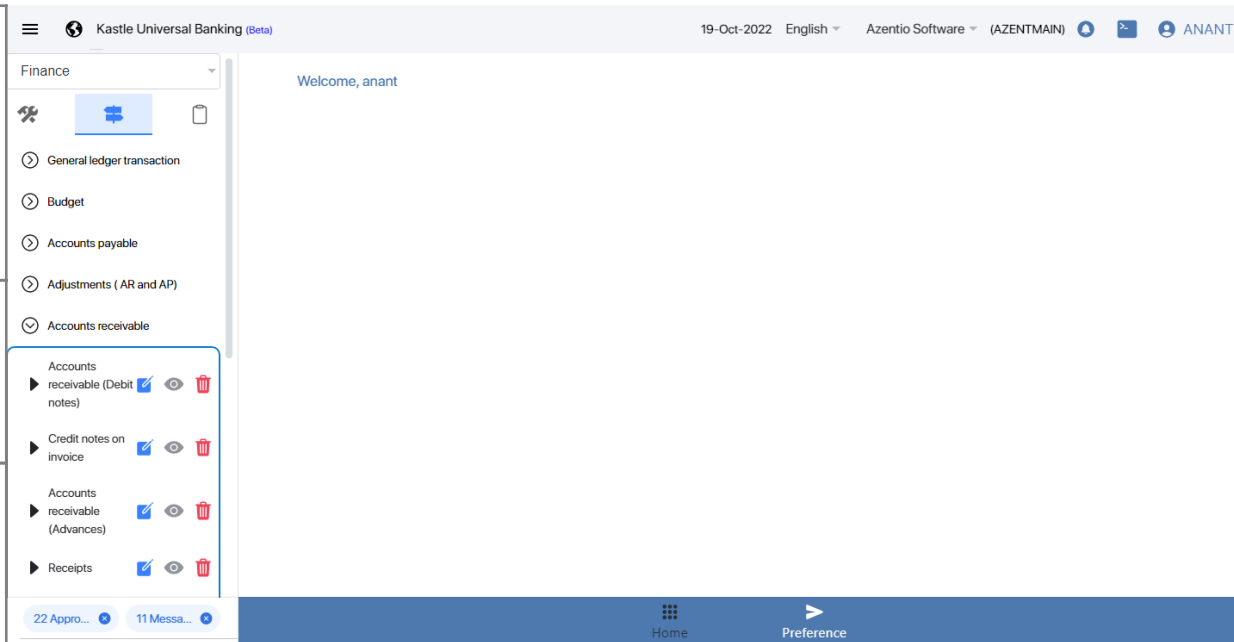 Kastle Universal Banking (Beta)
19-Oct-2022 English Azentio Software (AZENTMAIN) ANANT
Finance
Welcome, anant
General ledger transaction
Budget
Accounts payable
Adjustments ( AR and AP)
Accounts receivable
Accounts
receivable (Debit
notes)
Credit notes on
invoice
Accounts
receivable
(Advances)
Receipts
22 Appro... 11 Messa...
Home
Preference